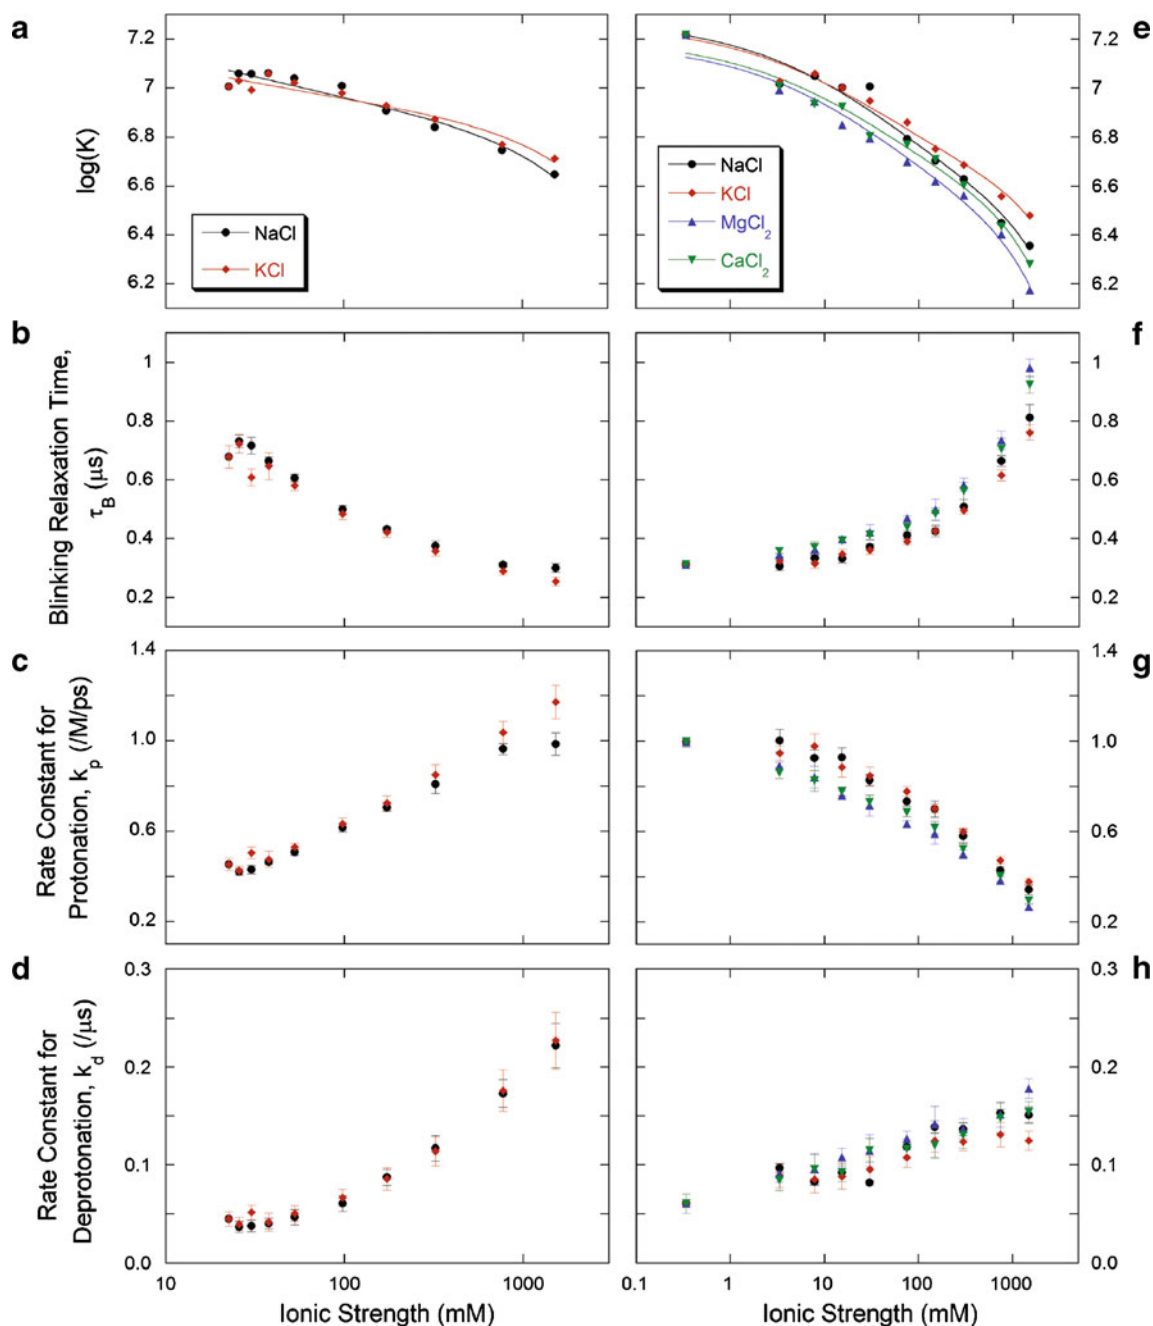 a
e
7.2
7
6.8
6.6
6.4
6.2
log(K)
NaCl
KCl
NaCl
KCl
MgCl2
CaCl2
7.2
7.0
6.8
6.6
6.4
6.2
b
f
1
0.8
0.6
0.4
0.2
Blinking Relaxation Time,
τB (μs)
1
0.8
0.6
0.4
0.2
c
g
1.4
1.0
0.6
0.2
Rate Constant for
Protonation, kp (/M/ps)
1.4
1.0
0.6
0.2
d
h
0.3
0.2
0.1
0.0
Rate Constant for
Deprotonation, kd (/μs)
0.3
0.2
0.1
0.0
10 100 1000
0.1 1 10 100 1000
Ionic Strength (mM)
Ionic Strength (mM)